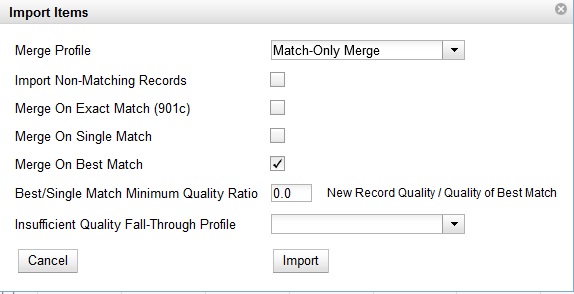 Import Items
Merge Profile Match-Only Merge
Import Non-Matching Records
Merge On Exact Match (901c)
Merge On Single Match
Merge On Best Match
Best/Single Match Minimum Quality Ratio 0.0 New Record Quality / Quality of Best Match
Insufficient Quality Fall-Through Profile
Cancel Import